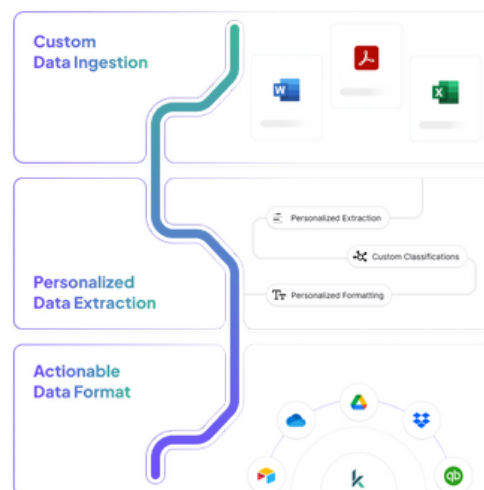 Custom
Data Ingestion
Personalized Extraction
Custom Classifications
Personalized Formatting
Personalized
Data Extraction
Actionable
Data Format